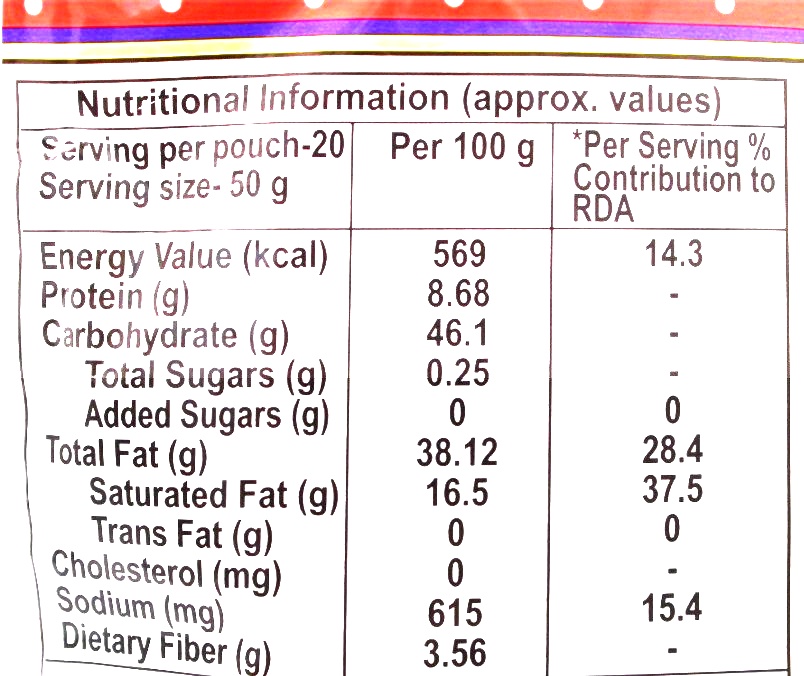 Nutritional Information (approx. values)
Serving per pouch-20
Serving size- 50 g
Per 100 g
*Per Serving %
Contribution to
RDA
Energy Value (kcal) 569 14.3
Protein (g) 8.68 -
Carbohydrate (g) 46.1 -
Total Sugars (g) 0.25 -
Added Sugars (g) 0 0
Total Fat (g) 38.12 28.4
Saturated Fat (g) 16.5 37.5
Trans Fat (g) 0 0
Cholesterol (mg) 0 -
Sodium (mg) 615 15.4
Dietary Fiber (g) 3.56 -